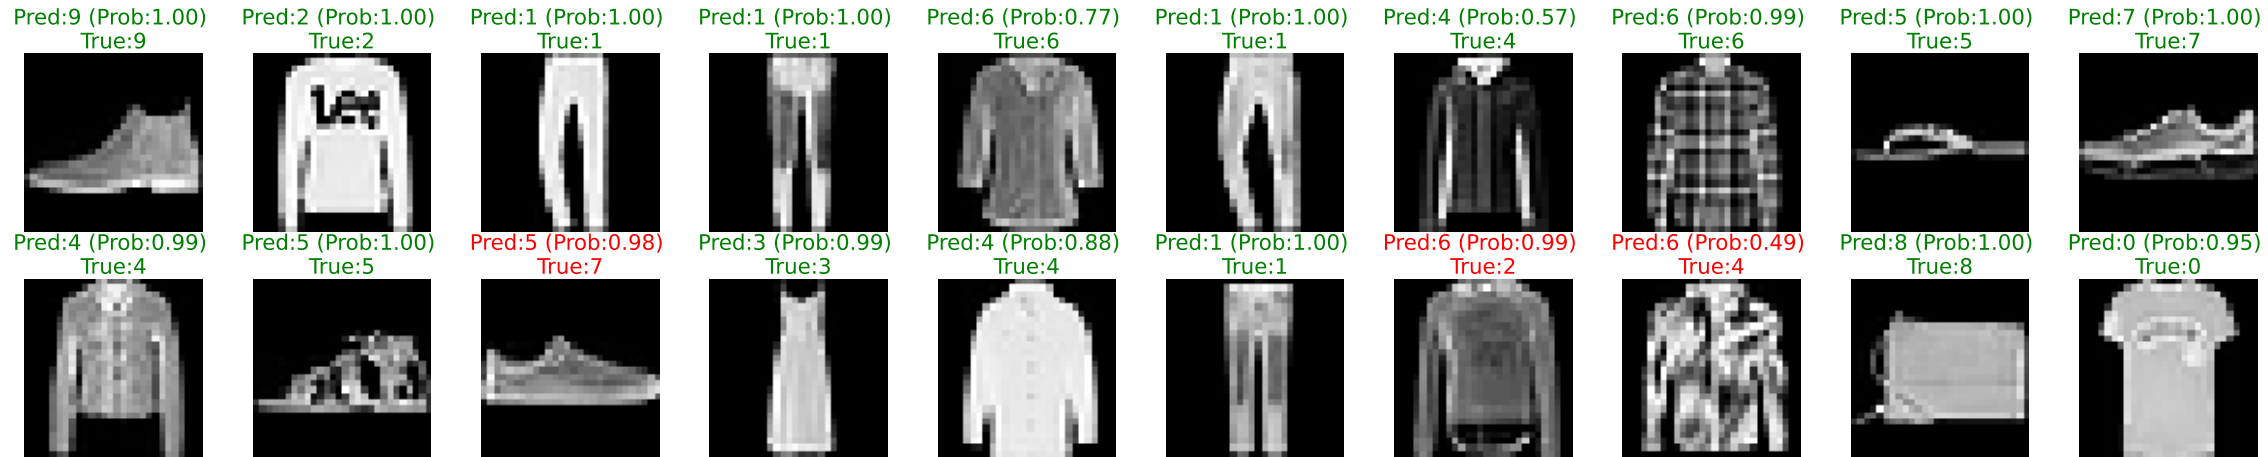 Pred:9 (Prob:1.00) Pred:2 (Prob:1.00) Pred:1 (Prob:1.00) Pred:1 (Prob:1.00) Pred:6 (Prob:0.77) Pred:1 (Prob:1.00) Pred:4 (Prob:0.57) Pred:6 (Prob:0.99) Pred:5 (Prob:1.00) Pred:7 (Prob:1.00)
True:9 True:2 True:1 True:1 True:6 True:1 True:4 True:6 True:5 True:7
Lee
Pred:4 (Prob:0.99) Pred:5 (Prob:1.00) Pred:5 (Prob:0.98) Pred:3 (Prob:0.99) Pred:4 (Prob:0.88) Pred:1 (Prob:1.00) Pred:6 (Prob:0.99) Pred:6 (Prob:0.49) Pred:8 (Prob:1.00) Pred:0 (Prob:0.95)
True:4 True:5 True:7 True:3 True:4 True:1 True:2 True:4 True:8 True:0